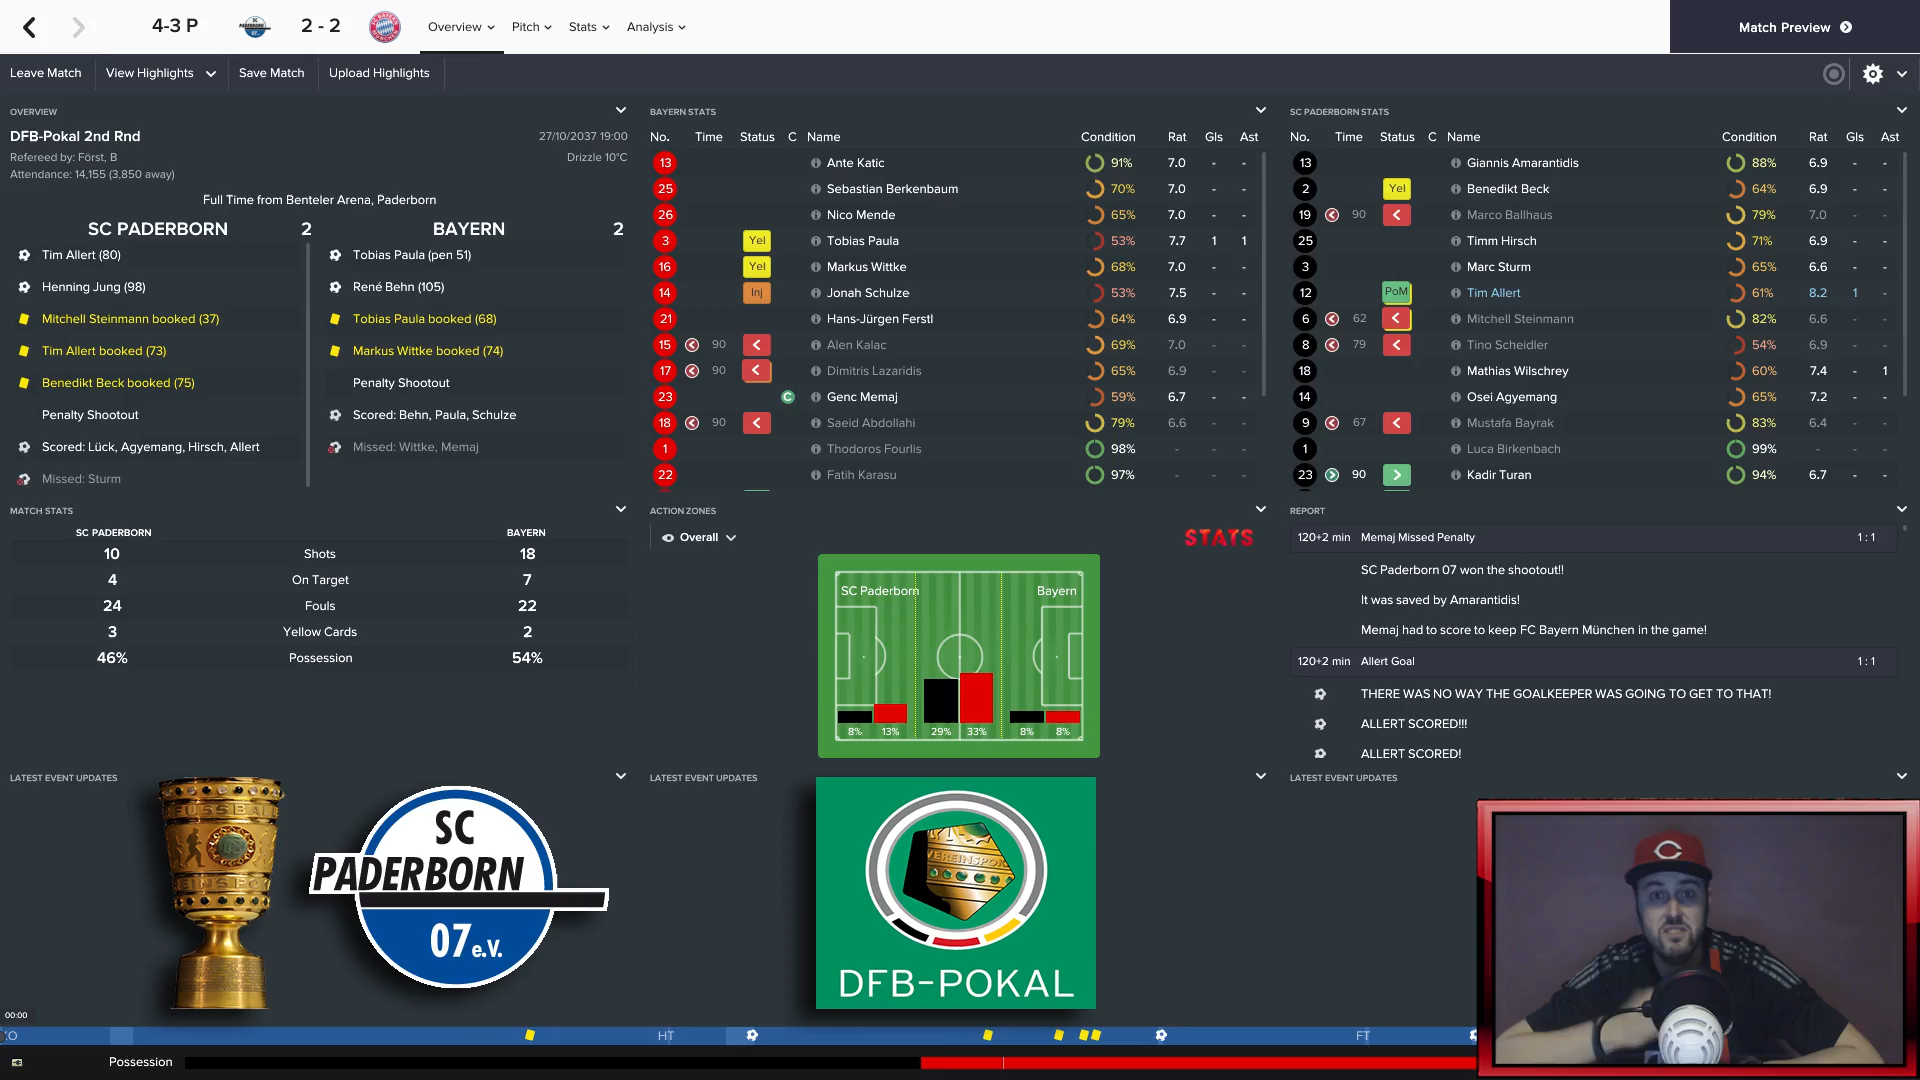 4-3 P
2 - 2
Overview
Pitch
Stats
Analysis
Match Preview
Leave Match
View Highlights
Save Match
Upload Highlights
OVERVIEW
DFB-Pokal 2nd Rnd
27/10/2037 19:00
Refereed by: Först, B
Drizzle 10°C
Attendance: 14,155 (3,850 away)
Full Time from Benteler Arena, Paderborn
SC PADERBORN 2 BAYERN 2
Tim Allert (80)
Tobias Paula (pen 51)
Henning Jung (98)
René Behn (105)
Mitchell Steinmann booked (37)
Tobias Paula booked (68)
Tim Allert booked (73)
Markus Wittke booked (74)
Benedikt Beck booked (75)
Penalty Shootout
Penalty Shootout
Scored: Behn, Paula, Schulze
Scored: Lück, Agyemang, Hirsch, Allert
Missed: Wittke, Memaj
Missed: Sturm
BAYERN STATS
No. Time Status C Name Condition Rat Gls Ast
13 Ante Katic 91% 7.0 - -
25 Sebastian Berkenbaum 70% 7.0 - -
26 Nico Mende 65% 7.0 - -
3 Yel Tobias Paula 53% 7.7 1 1
16 Yel Markus Wittke 68% 7.0 - -
14 Inj Jonah Schulze 53% 7.5 - -
21 Hans-Jürgen Ferstl 64% 6.9 - -
15 90 Alen Kalac 69% 7.0 - -
17 90 Dimitris Lazaridis 65% 6.9 - -
23 C Genc Memaj 59% 6.7 - -
18 90 Saeid Abdollahi 79% 6.6 - -
1 Thodoros Fourlis 98% - - -
22 Fatih Karasu 97% - - -
SC PADERBORN STATS
No. Time Status C Name Condition Rat Gls Ast
13 Giannis Amarantidis 88% 6.9 - -
2 Yel Benedikt Beck 64% 6.9 - -
19 90 Marco Ballhaus 79% 7.0 - -
25 Timm Hirsch 71% 6.9 - -
3 Marc Sturm 65% 6.6 - -
12 PoM Tim Allert 61% 8.2 1 -
6 62 Mitchell Steinmann 82% 6.6 - -
8 79 Tino Scheidler 54% 6.9 - -
18 Mathias Wilschrey 60% 7.4 - 1
14 Osei Agyemang 65% 7.2 - -
9 67 Mustafa Bayrak 83% 6.4 - -
1 Luca Birkenbach 99% - - -
23 90 Kadir Turan 94% 6.7 - -
MATCH STATS
SC PADERBORN BAYERN
10 Shots 18
4 On Target 7
24 Fouls 22
3 Yellow Cards 2
46% Possession 54%
ACTION ZONES
Overall
STATS
SC Paderborn Bayern
8% 13% 29% 33% 8% 8%
REPORT
120+2 min Memaj Missed Penalty 1 : 1
SC Paderborn 07 won the shootout!!
It was saved by Amarantidis!
Memaj had to score to keep FC Bayern München in the game!
120+2 min Allert Goal 1 : 1
THERE WAS NO WAY THE GOALKEEPER WAS GOING TO GET TO THAT!
ALLERT SCORED!!!
ALLERT SCORED!
LATEST EVENT UPDATES
LATEST EVENT UPDATES
LATEST EVENT UPDATES
SC
PADERBORN
07 e.V.
DFB-POKAL
00:00
HT
FT
Possession